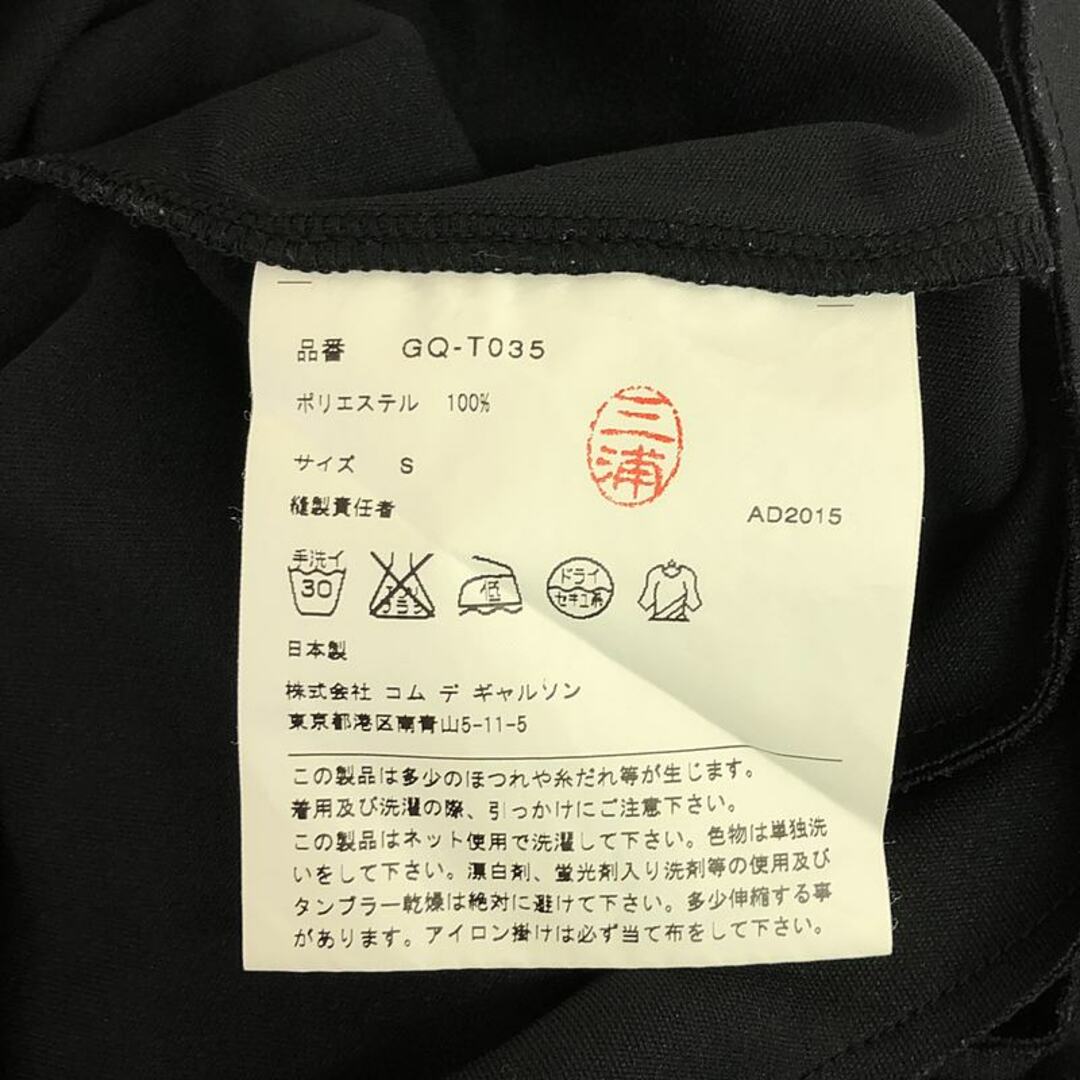 品番 GQ-T035
ポリエステル 100%
三浦
サイズ S
縫製責任者
AD2015
手洗イ
30
エンソ
サラシ
低
ドライ
セキユ系
日本製
株式会社 コム デ ギャルソン
東京都港区南青山5-11-5
この製品は多少のほつれや糸だれ等が生じます。
着用及び洗濯の際、引っかけにご注意下さい。
この製品はネット使用で洗濯して下さい。色物は単独洗
いをして下さい。漂白剤、蛍光剤入り洗剤等の使用及び
タンブラー乾燥は絶対に避けて下さい。多少伸縮する事
があります。アイロン掛けは必ず当て布をして下さい。